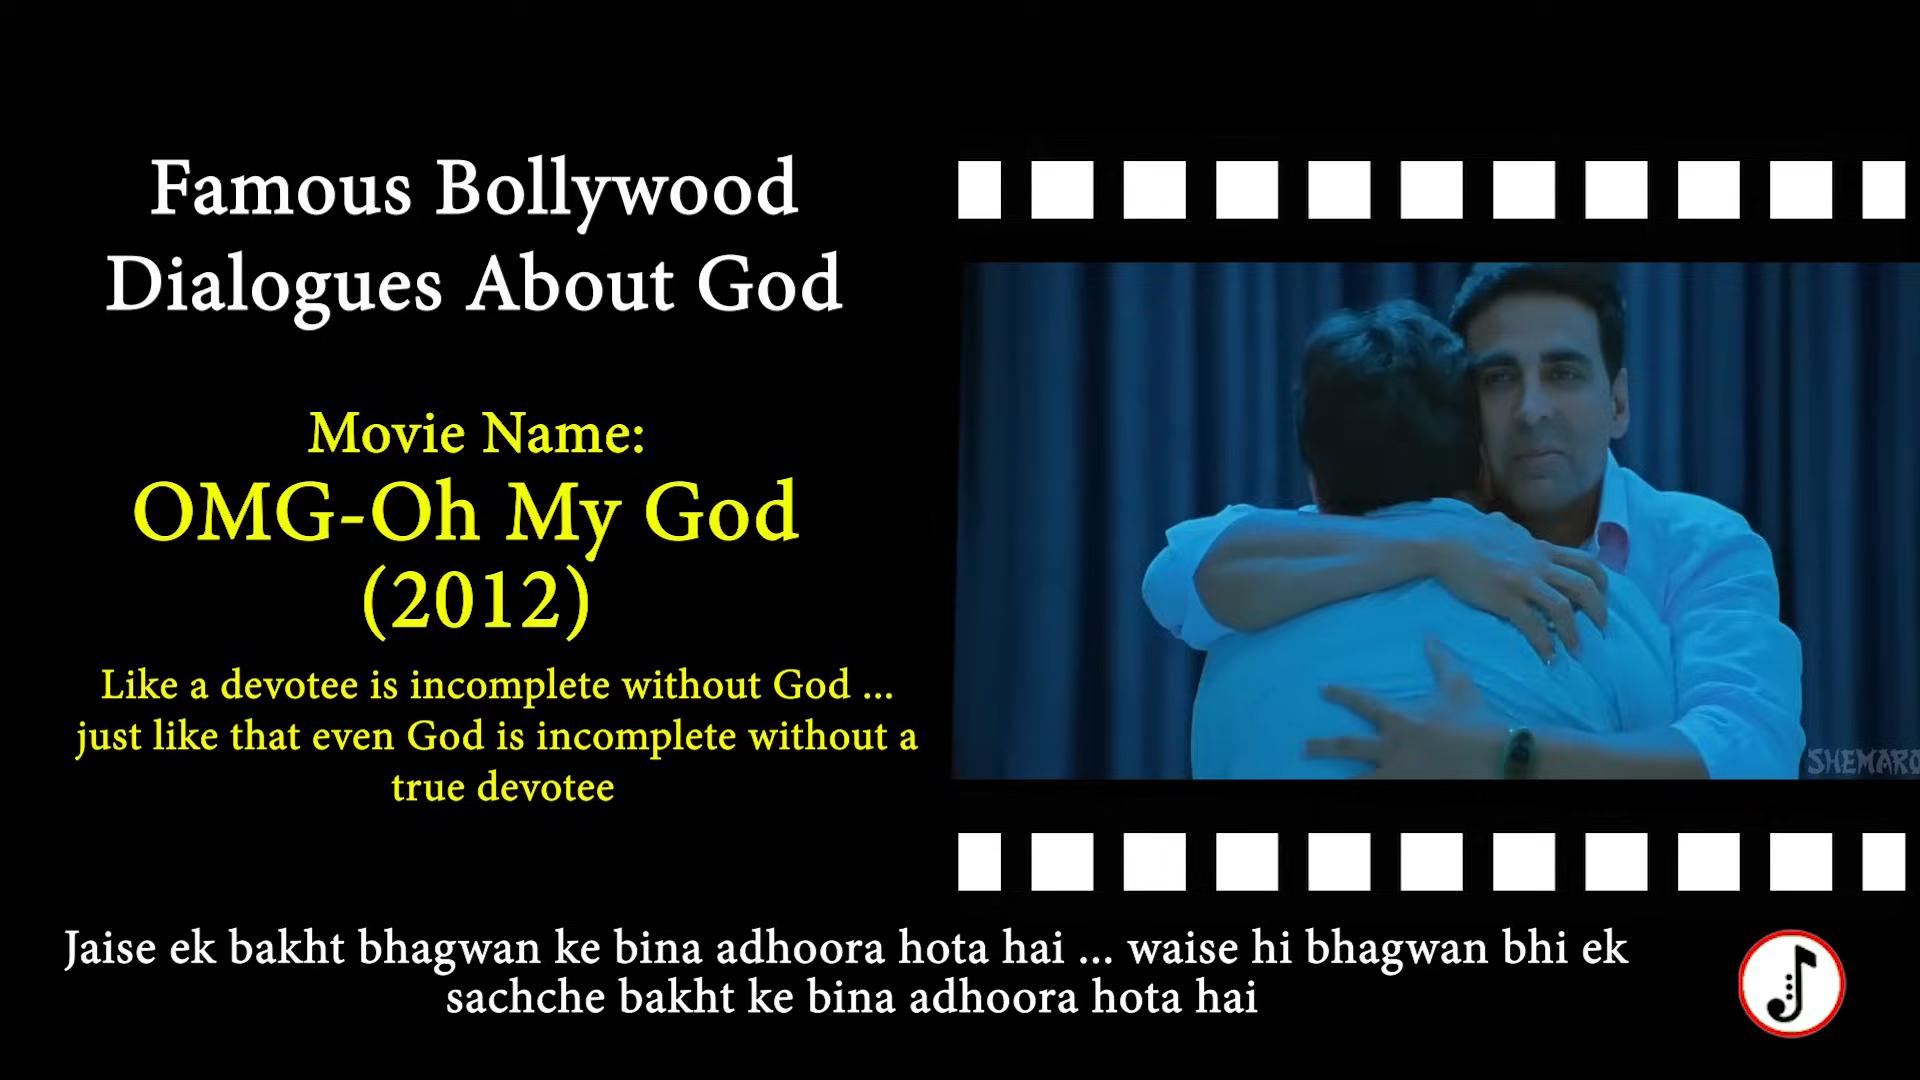 Famous Bollywood
Dialogues About God
Movie Name:
OMG-Oh My God
(2012)
Like a devotee is incomplete without God ...
just like that even God is incomplete without a
true devotee
SHEMARO
Jaise ek bakht bhagwan ke bina adhoora hota hai ... waise hi bhagwan bhi ek
sachche bakht ke bina adhoora hota hai